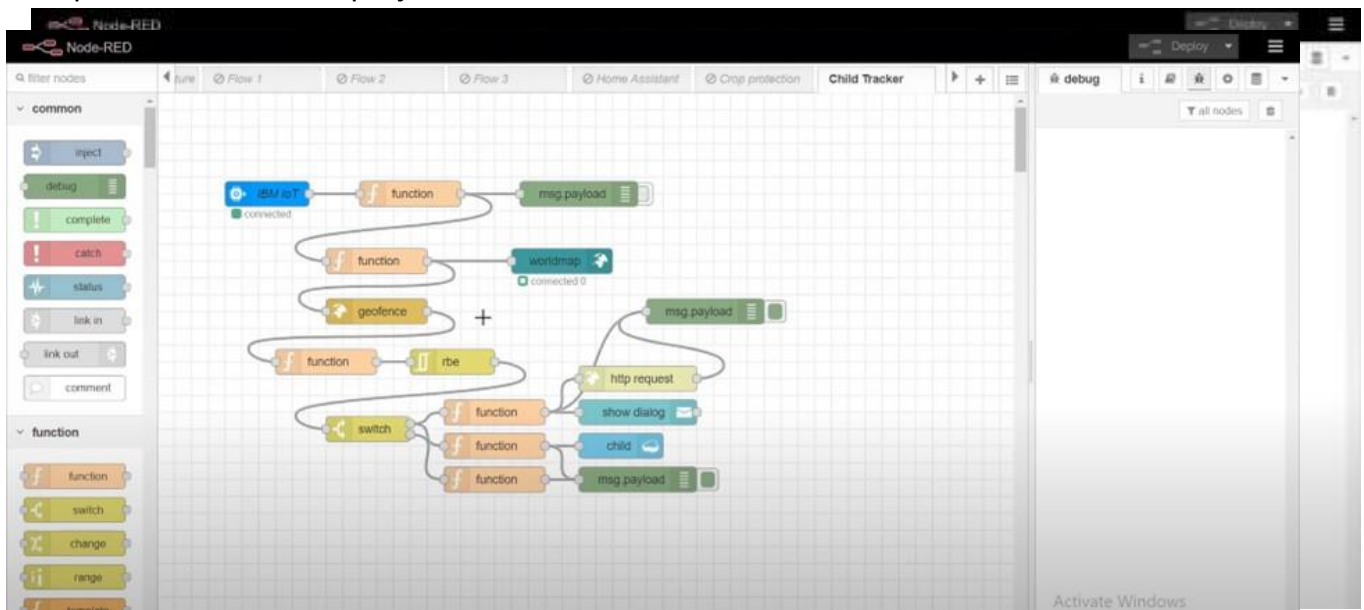 Node-RED
Deploy
Node-RED
Deploy
filter nodes
Flow 1
Flow 2
Flow 3
Home Assistant
Crop protection
Child Tracker
debug
i
all nodes
common
inject
debug
complete
catch
status
link in
link out
comment
function
function
switch
change
range
IBM IoT
connected
function
msg.payload
function
worldmap
connected 0
geofence
msg.payload
function
rbe
http request
switch
function
show dialog
function
child
function
msg.payload
Activate Windows